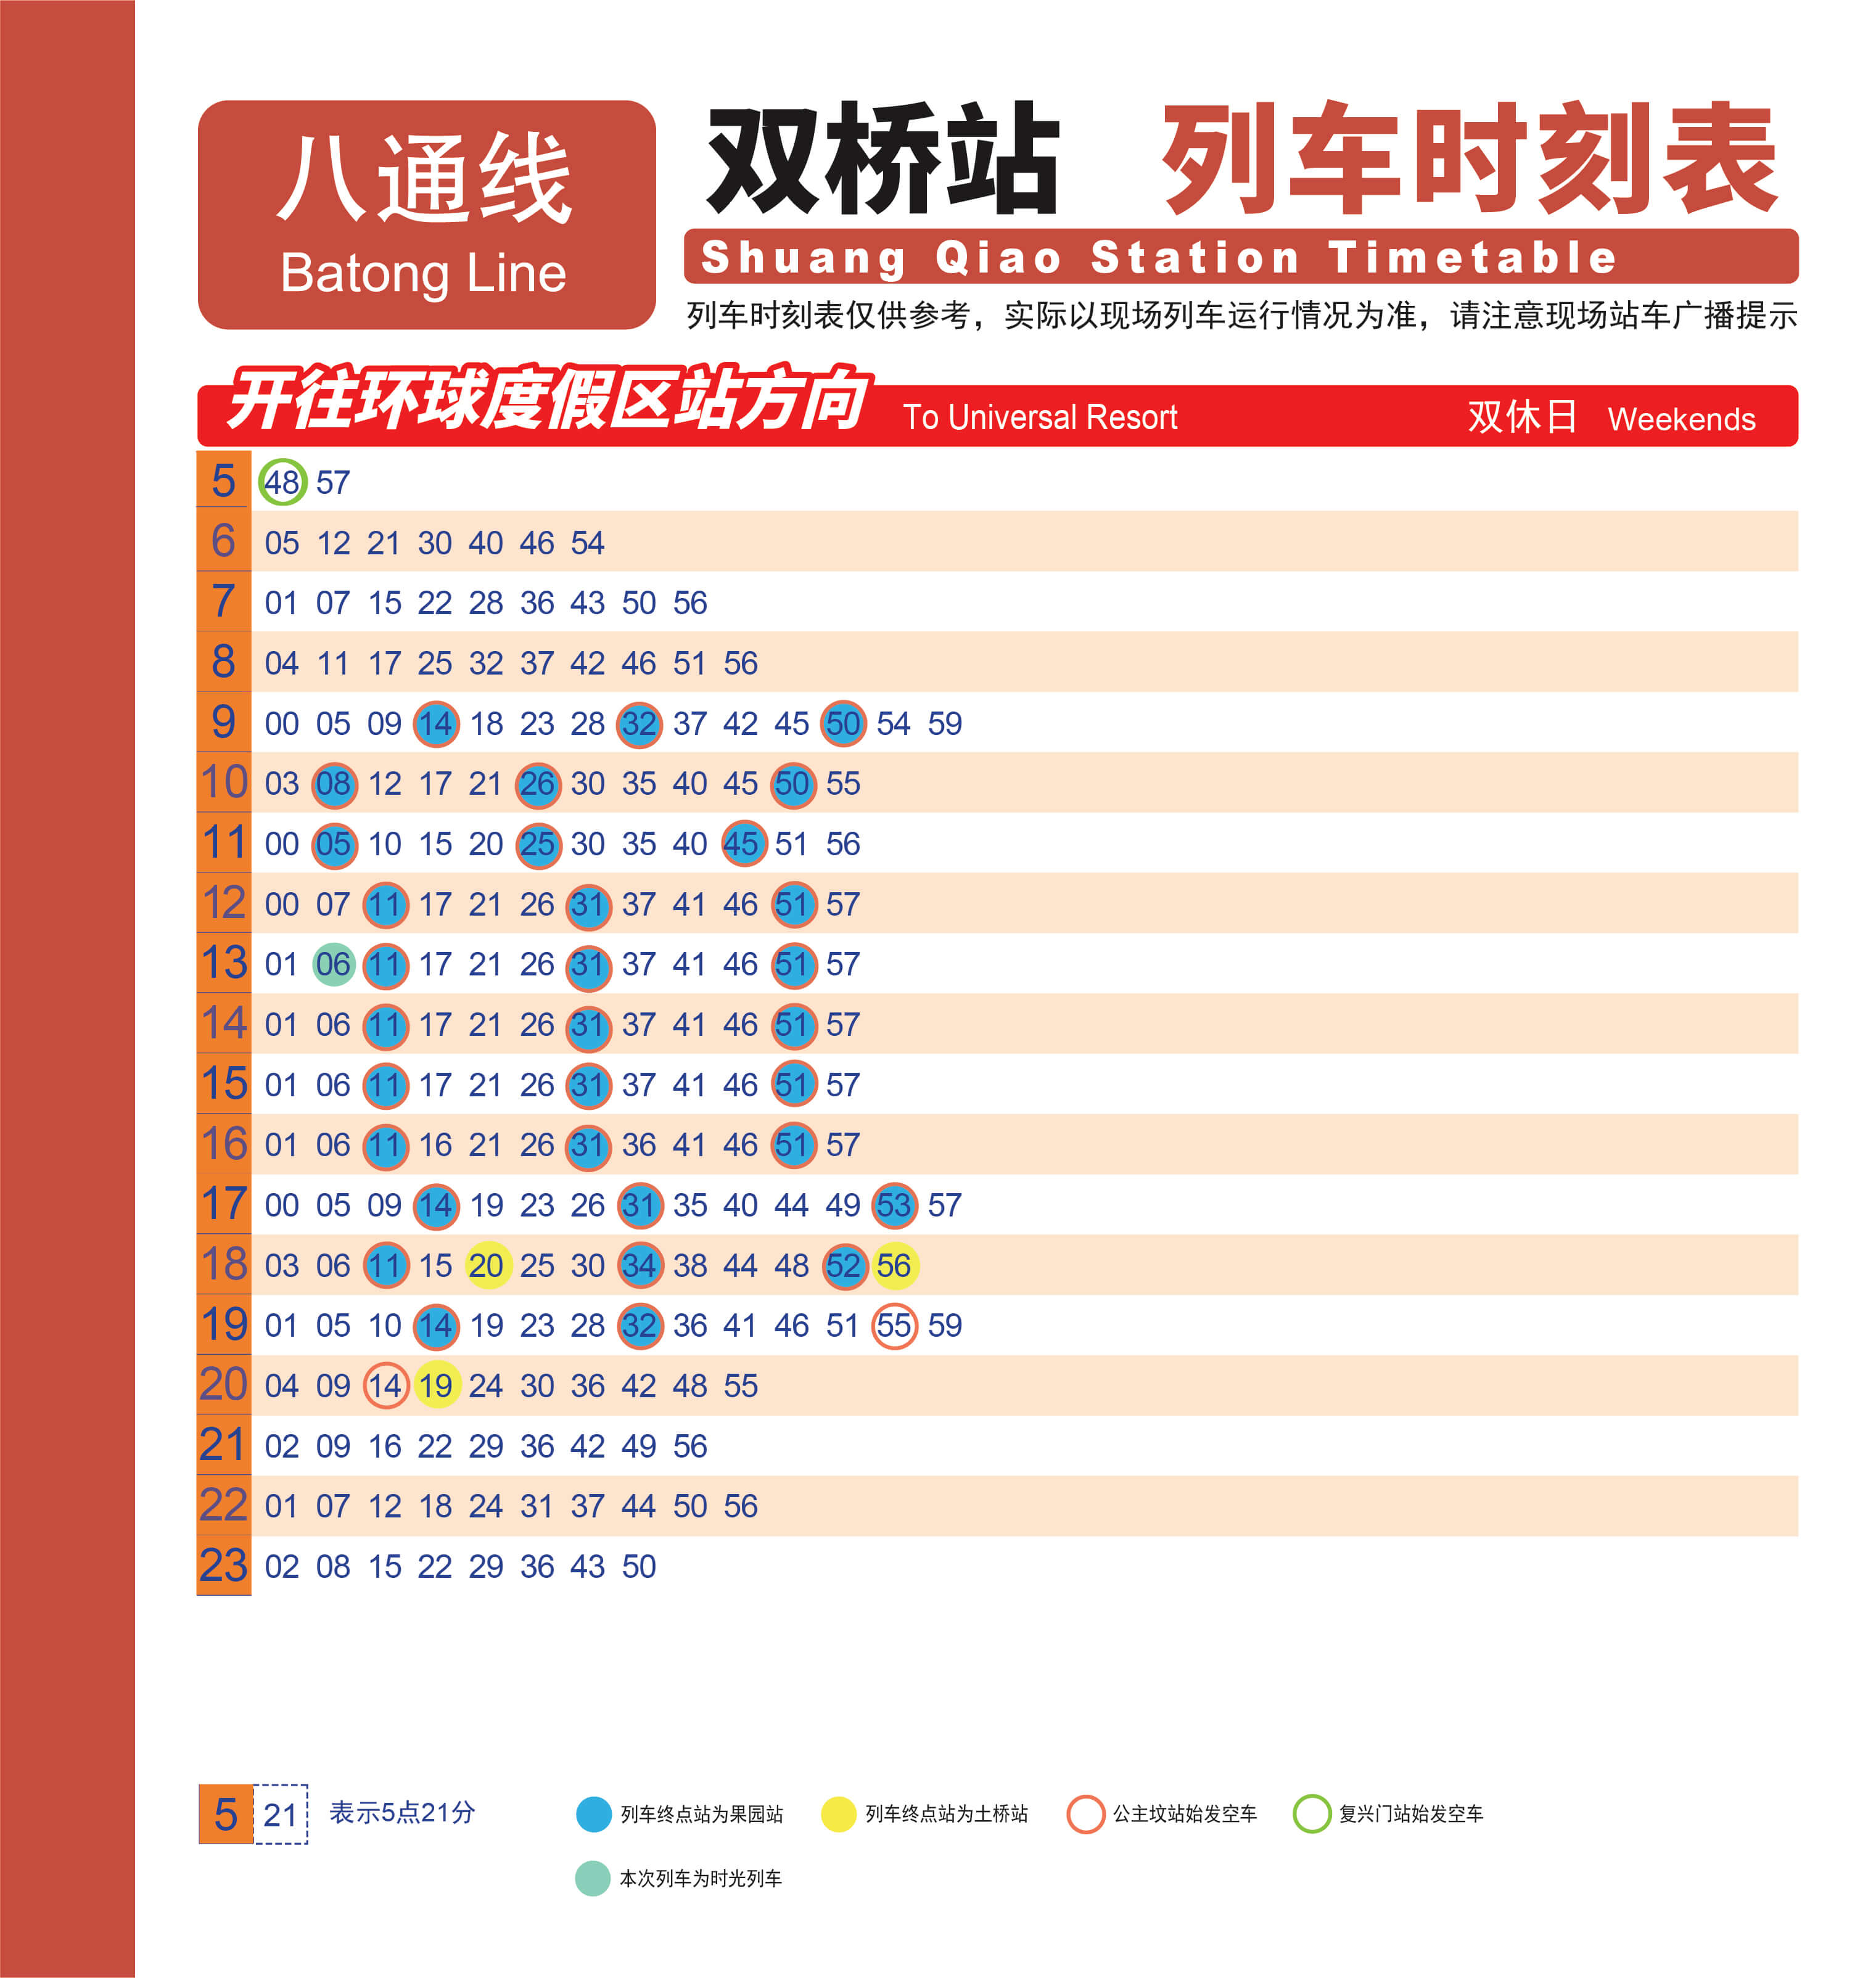 八通线
Batong Line
双桥站 列车时刻表
Shuang Qiao Station Timetable
列车时刻表仅供参考，实际以现场列车运行情况为准，请注意现场站车广播提示
开往环球度假区站方向 To Universal Resort 双休日 Weekends
5 48 57
6 05 12 21 30 40 46 54
7 01 07 15 22 28 36 43 50 56
8 04 11 17 25 32 37 42 46 51 56
9 00 05 09 14 18 23 28 32 37 42 45 50 54 59
10 03 08 12 17 21 26 30 35 40 45 50 55
11 00 05 10 15 20 25 30 35 40 45 51 56
12 00 07 11 17 21 26 31 37 41 46 51 57
13 01 06 11 17 21 26 31 37 41 46 51 57
14 01 06 11 17 21 26 31 37 41 46 51 57
15 01 06 11 17 21 26 31 37 41 46 51 57
16 01 06 11 16 21 26 31 36 41 46 51 57
17 00 05 09 14 19 23 26 31 35 40 44 49 53 57
18 03 06 11 15 20 25 30 34 38 44 48 52 56
19 01 05 10 14 19 23 28 32 36 41 46 51 55 59
20 04 09 14 19 24 30 36 42 48 55
21 02 09 16 22 29 36 42 49 56
22 01 07 12 18 24 31 37 44 50 56
23 02 08 15 22 29 36 43 50
5 21 表示5点21分 列车终点站为果园站 列车终点站为土桥站 公主坟站始发空车 复兴门站始发空车
本次列车为时光列车